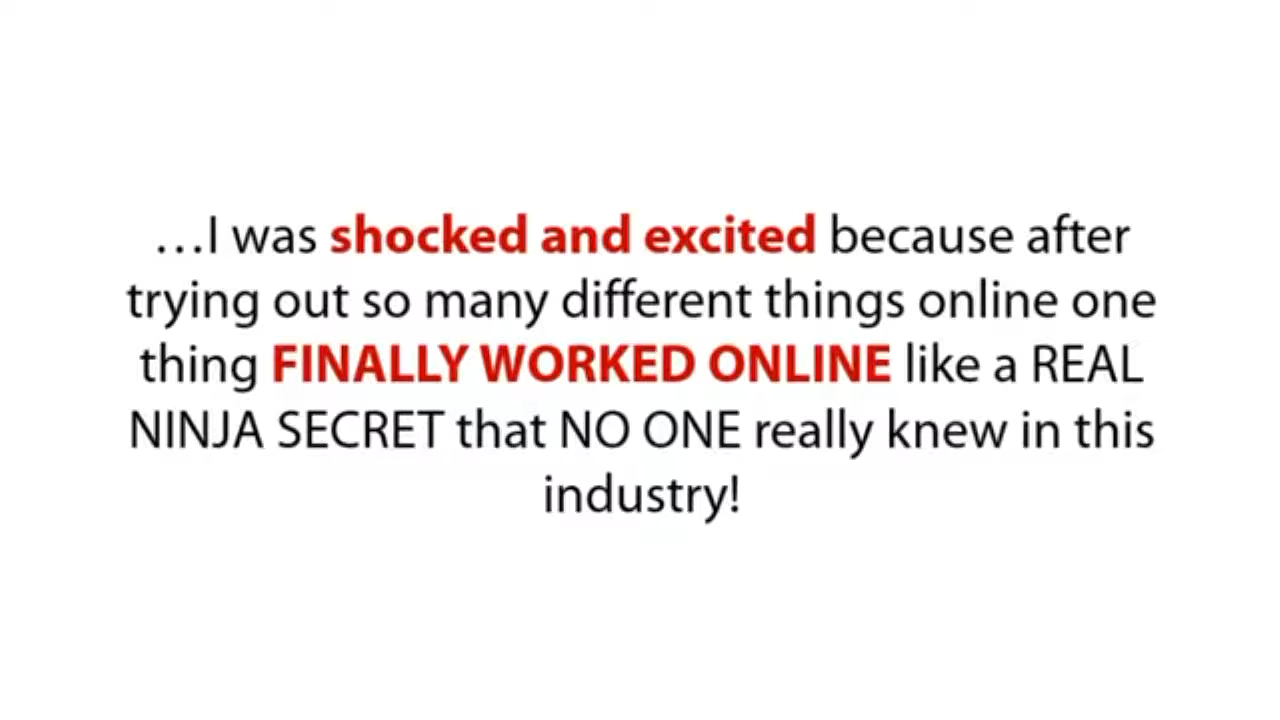 …I was shocked and excited because after
trying out so many different things online one
thing FINALLY WORKED ONLINE like a REAL
NINJA SECRET that NO ONE really knew in this
industry!